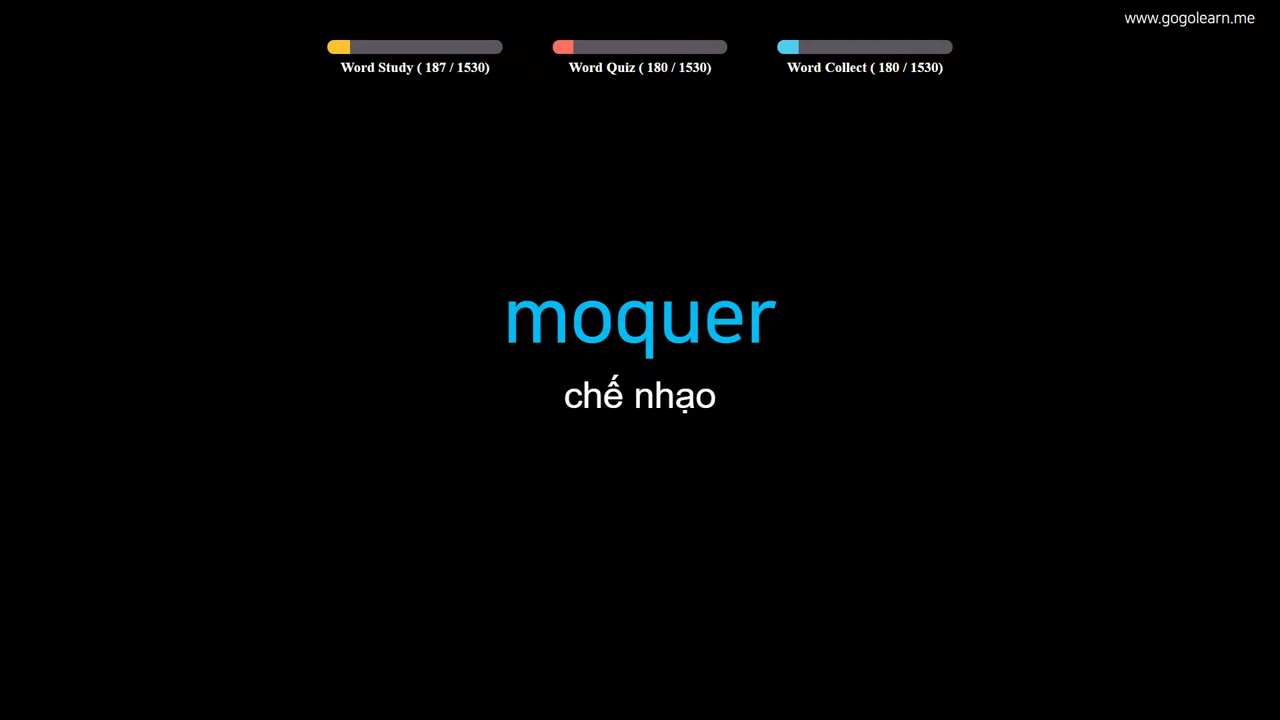 www.gogolearn.me
Word Study ( 187 / 1530)
Word Quiz ( 180 / 1530)
Word Collect ( 180 / 1530)
moquer
chế nhạo